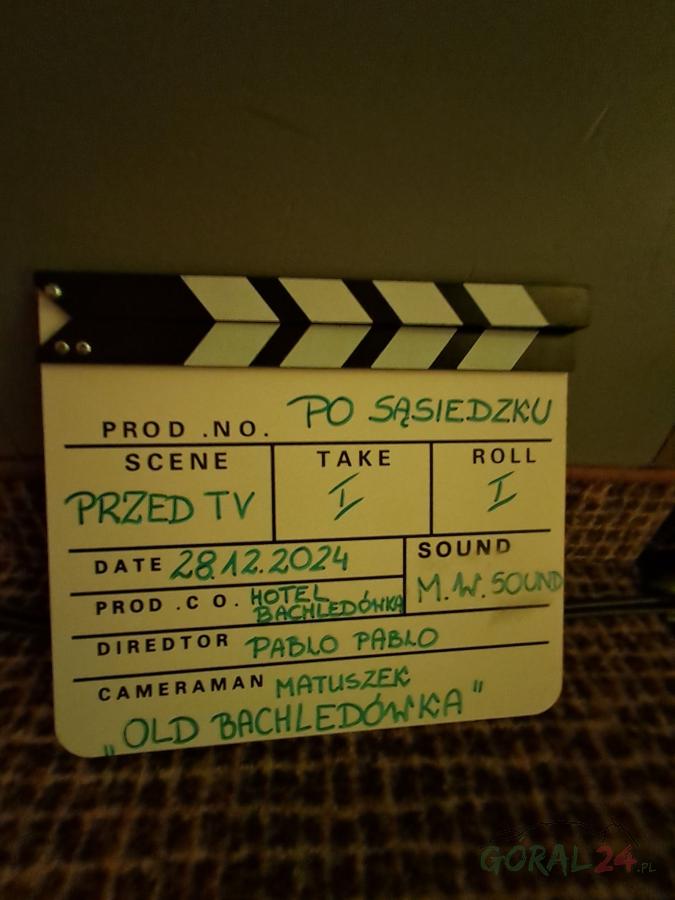 PROD .NO. PO SĄSIEDZKU
SCENE TAKE ROLL
PRZED TV I I
DATE 28.12.2024 SOUND
M.W. SOUND
PROD .CO. HOTEL BACHLEDÓWKA
DIREDTOR PABLO PABLO
CAMERAMAN MATUSZEK
„OLD BACHLEDÓWKA"
GORAL24.PL